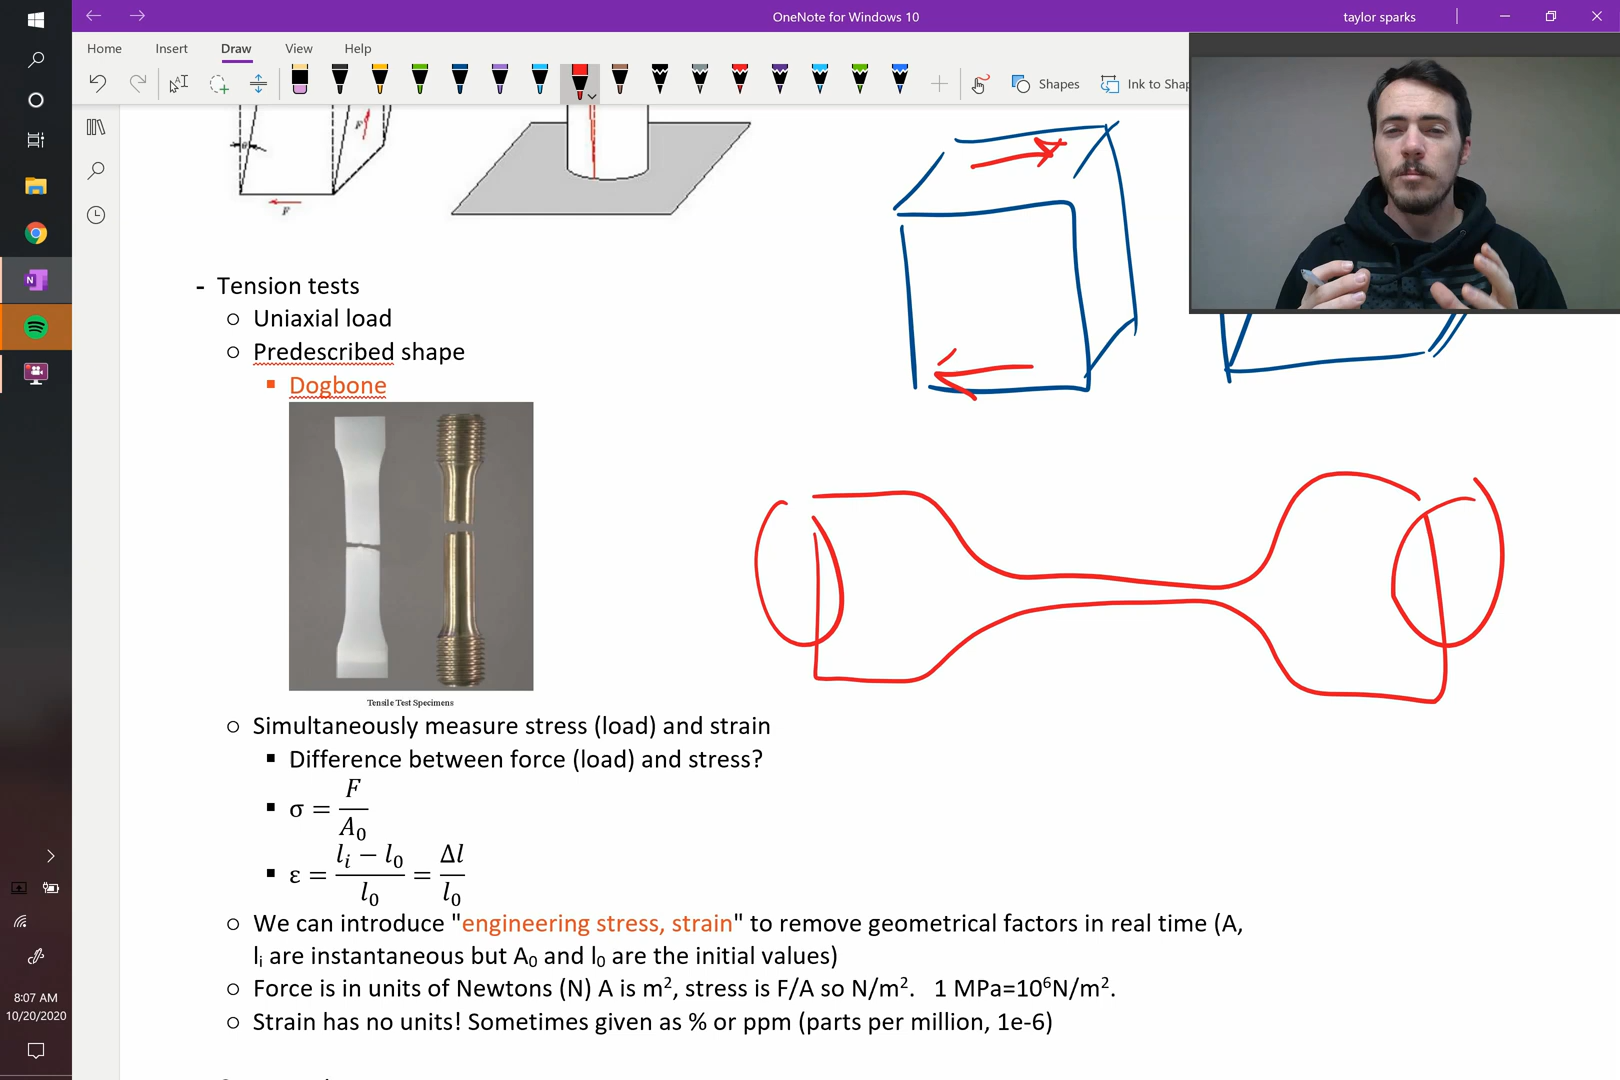 OneNote for Windows 10
taylor sparks
Home Insert Draw View Help
Shapes
Ink to Shap
θ
F
F
- Tension tests
○ Uniaxial load
○ Predescribed shape
▪ Dogbone
Tensile Test Specimens
○ Simultaneously measure stress (load) and strain
▪ Difference between force (load) and stress?
▪ σ = F / A₀
▪ ε = (lᵢ − l₀) / l₀ = Δl / l₀
○ We can introduce "engineering stress, strain" to remove geometrical factors in real time (A,
lᵢ are instantaneous but A₀ and l₀ are the initial values)
○ Force is in units of Newtons (N) A is m², stress is F/A so N/m². 1 MPa=10⁶N/m².
○ Strain has no units! Sometimes given as % or ppm (parts per million, 1e-6)
8:07 AM
10/20/2020